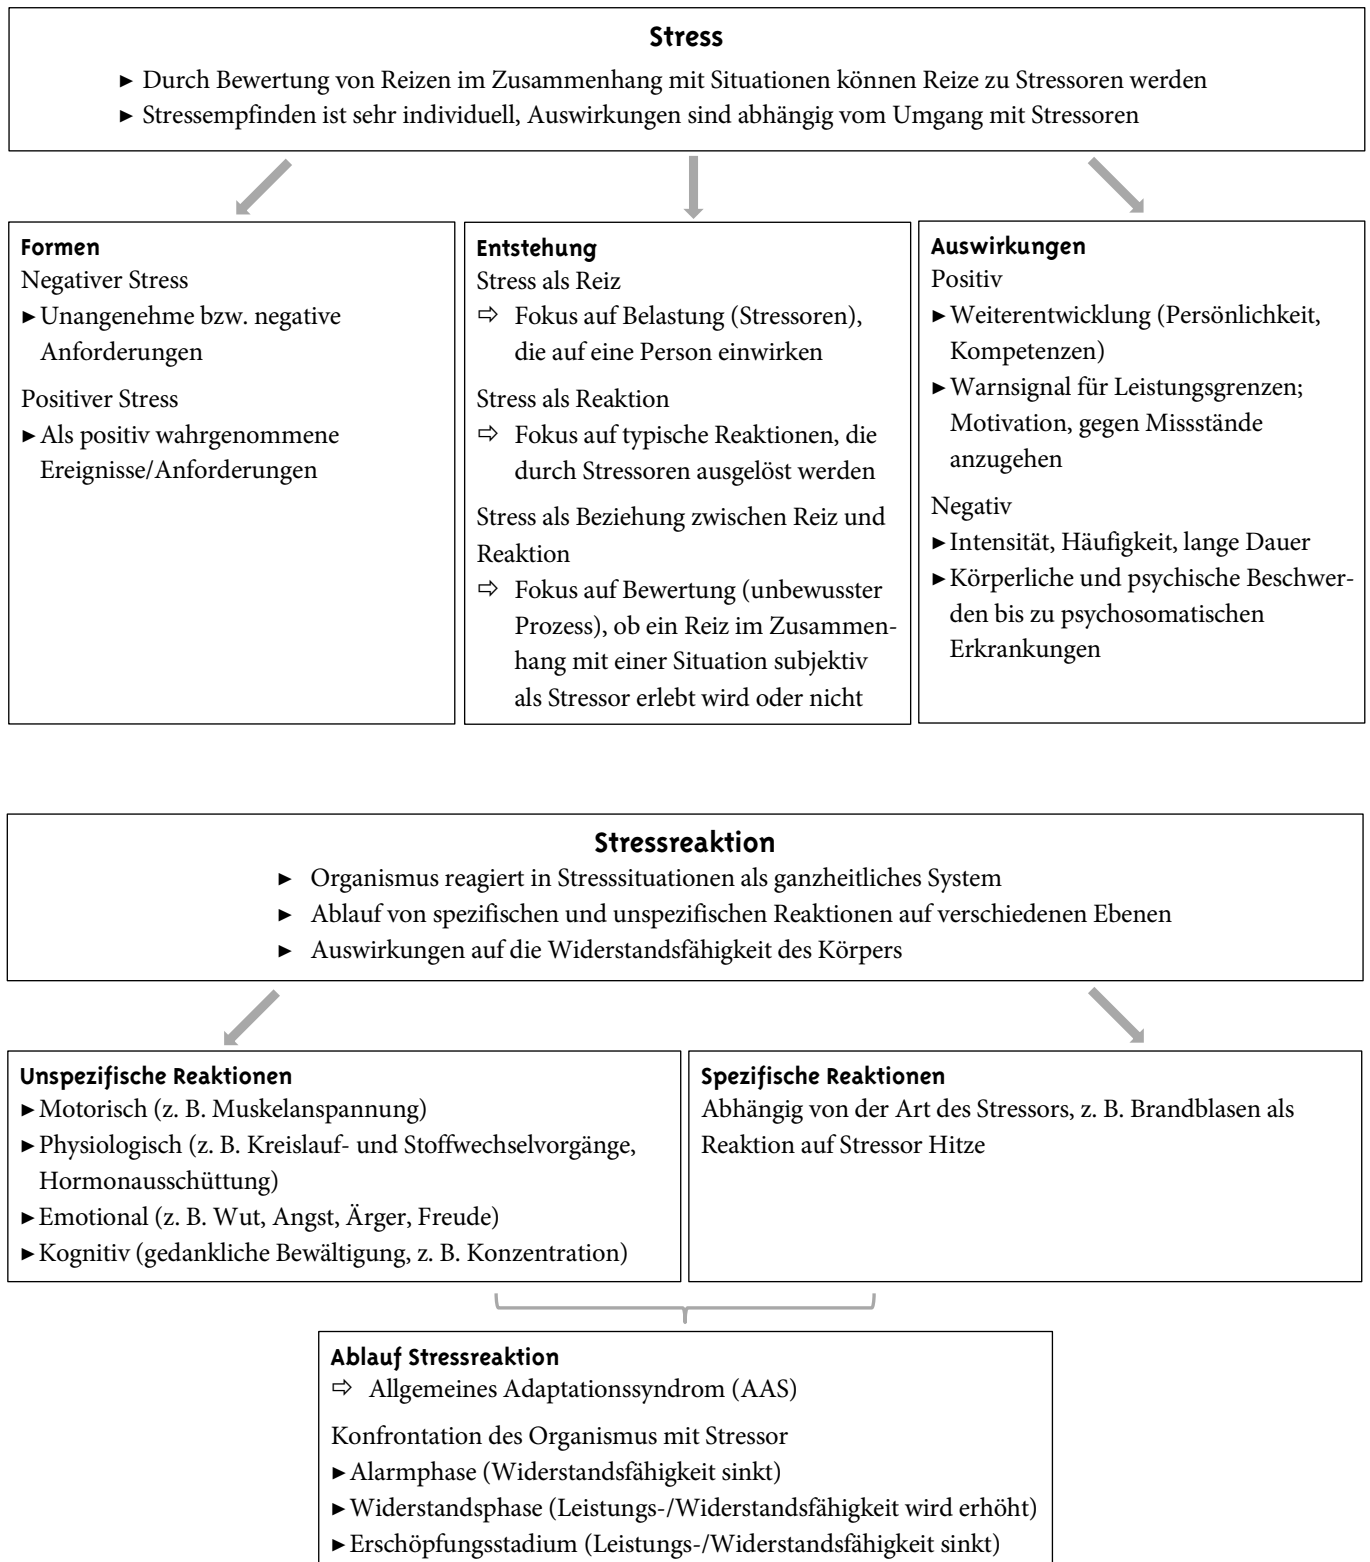 Stress
► Durch Bewertung von Reizen im Zusammenhang mit Situationen können Reize zu Stressoren werden
► Stressempfinden ist sehr individuell, Auswirkungen sind abhängig vom Umgang mit Stressoren
Formen
Negativer Stress
► Unangenehme bzw. negative
Anforderungen
Positiver Stress
► Als positiv wahrgenommene
Ereignisse/Anforderungen
Entstehung
Stress als Reiz
⇨ Fokus auf Belastung (Stressoren),
die auf eine Person einwirken
Stress als Reaktion
⇨ Fokus auf typische Reaktionen, die
durch Stressoren ausgelöst werden
Stress als Beziehung zwischen Reiz und
Reaktion
⇨ Fokus auf Bewertung (unbewusster
Prozess), ob ein Reiz im Zusammen-
hang mit einer Situation subjektiv
als Stressor erlebt wird oder nicht
Auswirkungen
Positiv
► Weiterentwicklung (Persönlichkeit,
Kompetenzen)
► Warnsignal für Leistungsgrenzen;
Motivation, gegen Missstände
anzugehen
Negativ
► Intensität, Häufigkeit, lange Dauer
► Körperliche und psychische Beschwer-
den bis zu psychosomatischen
Erkrankungen
Stressreaktion
► Organismus reagiert in Stresssituationen als ganzheitliches System
► Ablauf von spezifischen und unspezifischen Reaktionen auf verschiedenen Ebenen
► Auswirkungen auf die Widerstandsfähigkeit des Körpers
Unspezifische Reaktionen
► Motorisch (z. B. Muskelanspannung)
► Physiologisch (z. B. Kreislauf- und Stoffwechselvorgänge,
Hormonausschüttung)
► Emotional (z. B. Wut, Angst, Ärger, Freude)
► Kognitiv (gedankliche Bewältigung, z. B. Konzentration)
Spezifische Reaktionen
Abhängig von der Art des Stressors, z. B. Brandblasen als
Reaktion auf Stressor Hitze
Ablauf Stressreaktion
⇨ Allgemeines Adaptationssyndrom (AAS)
Konfrontation des Organismus mit Stressor
► Alarmphase (Widerstandsfähigkeit sinkt)
► Widerstandsphase (Leistungs-/Widerstandsfähigkeit wird erhöht)
► Erschöpfungsstadium (Leistungs-/Widerstandsfähigkeit sinkt)